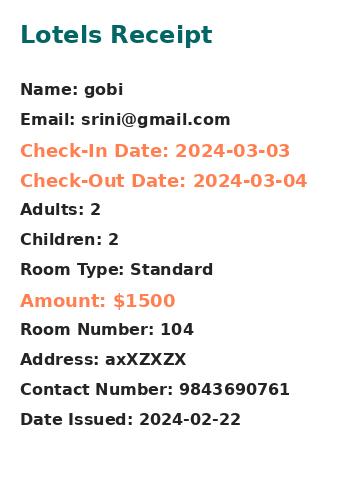 Lotels Receipt
Name: gobi
Email: srini@gmail.com
Check-In Date: 2024-03-03
Check-Out Date: 2024-03-04
Adults: 2
Children: 2
Room Type: Standard
Amount: $1500
Room Number: 104
Address: axXZXZX
Contact Number: 9843690761
Date Issued: 2024-02-22